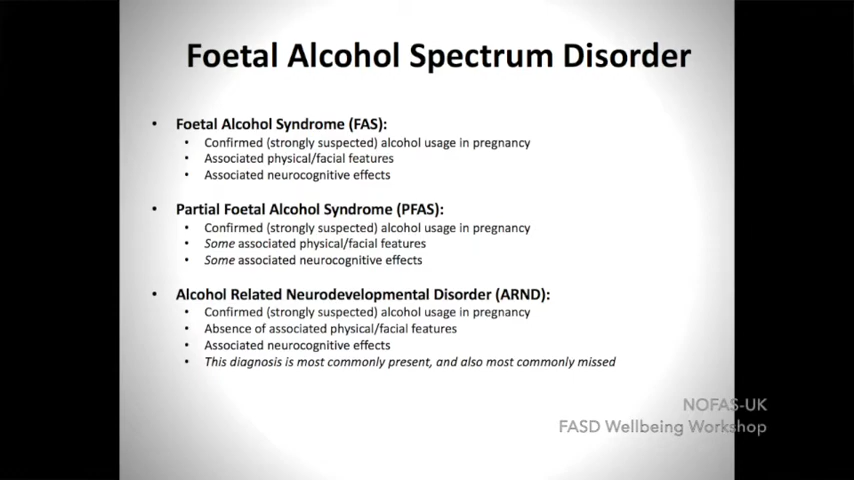 Foetal Alcohol Spectrum Disorder
• Foetal Alcohol Syndrome (FAS):
• Confirmed (strongly suspected) alcohol usage in pregnancy
• Associated physical/facial features
• Associated neurocognitive effects
• Partial Foetal Alcohol Syndrome (PFAS):
• Confirmed (strongly suspected) alcohol usage in pregnancy
• Some associated physical/facial features
• Some associated neurocognitive effects
• Alcohol Related Neurodevelopmental Disorder (ARND):
• Confirmed (strongly suspected) alcohol usage in pregnancy
• Absence of associated physical/facial features
• Associated neurocognitive effects
• This diagnosis is most commonly present, and also most commonly missed
NOFAS-UK
FASD Wellbeing Workshop